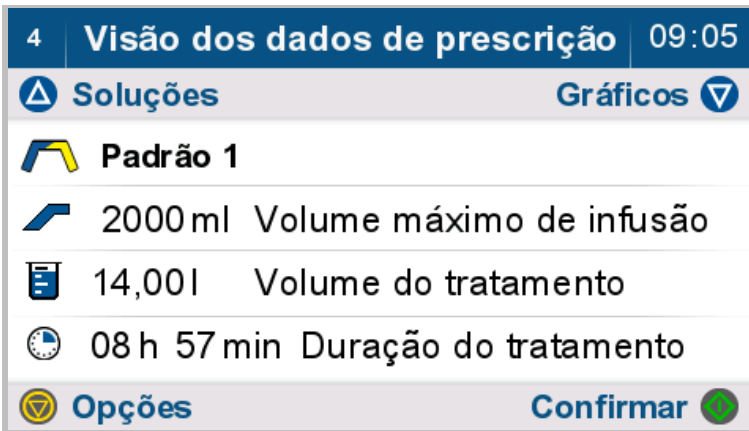 4 Visão dos dados de prescrição 09:05
Soluções Gráficos
Padrão 1
2000 ml Volume máximo de infusão
14,00 l Volume do tratamento
08 h 57 min Duração do tratamento
Opções Confirmar